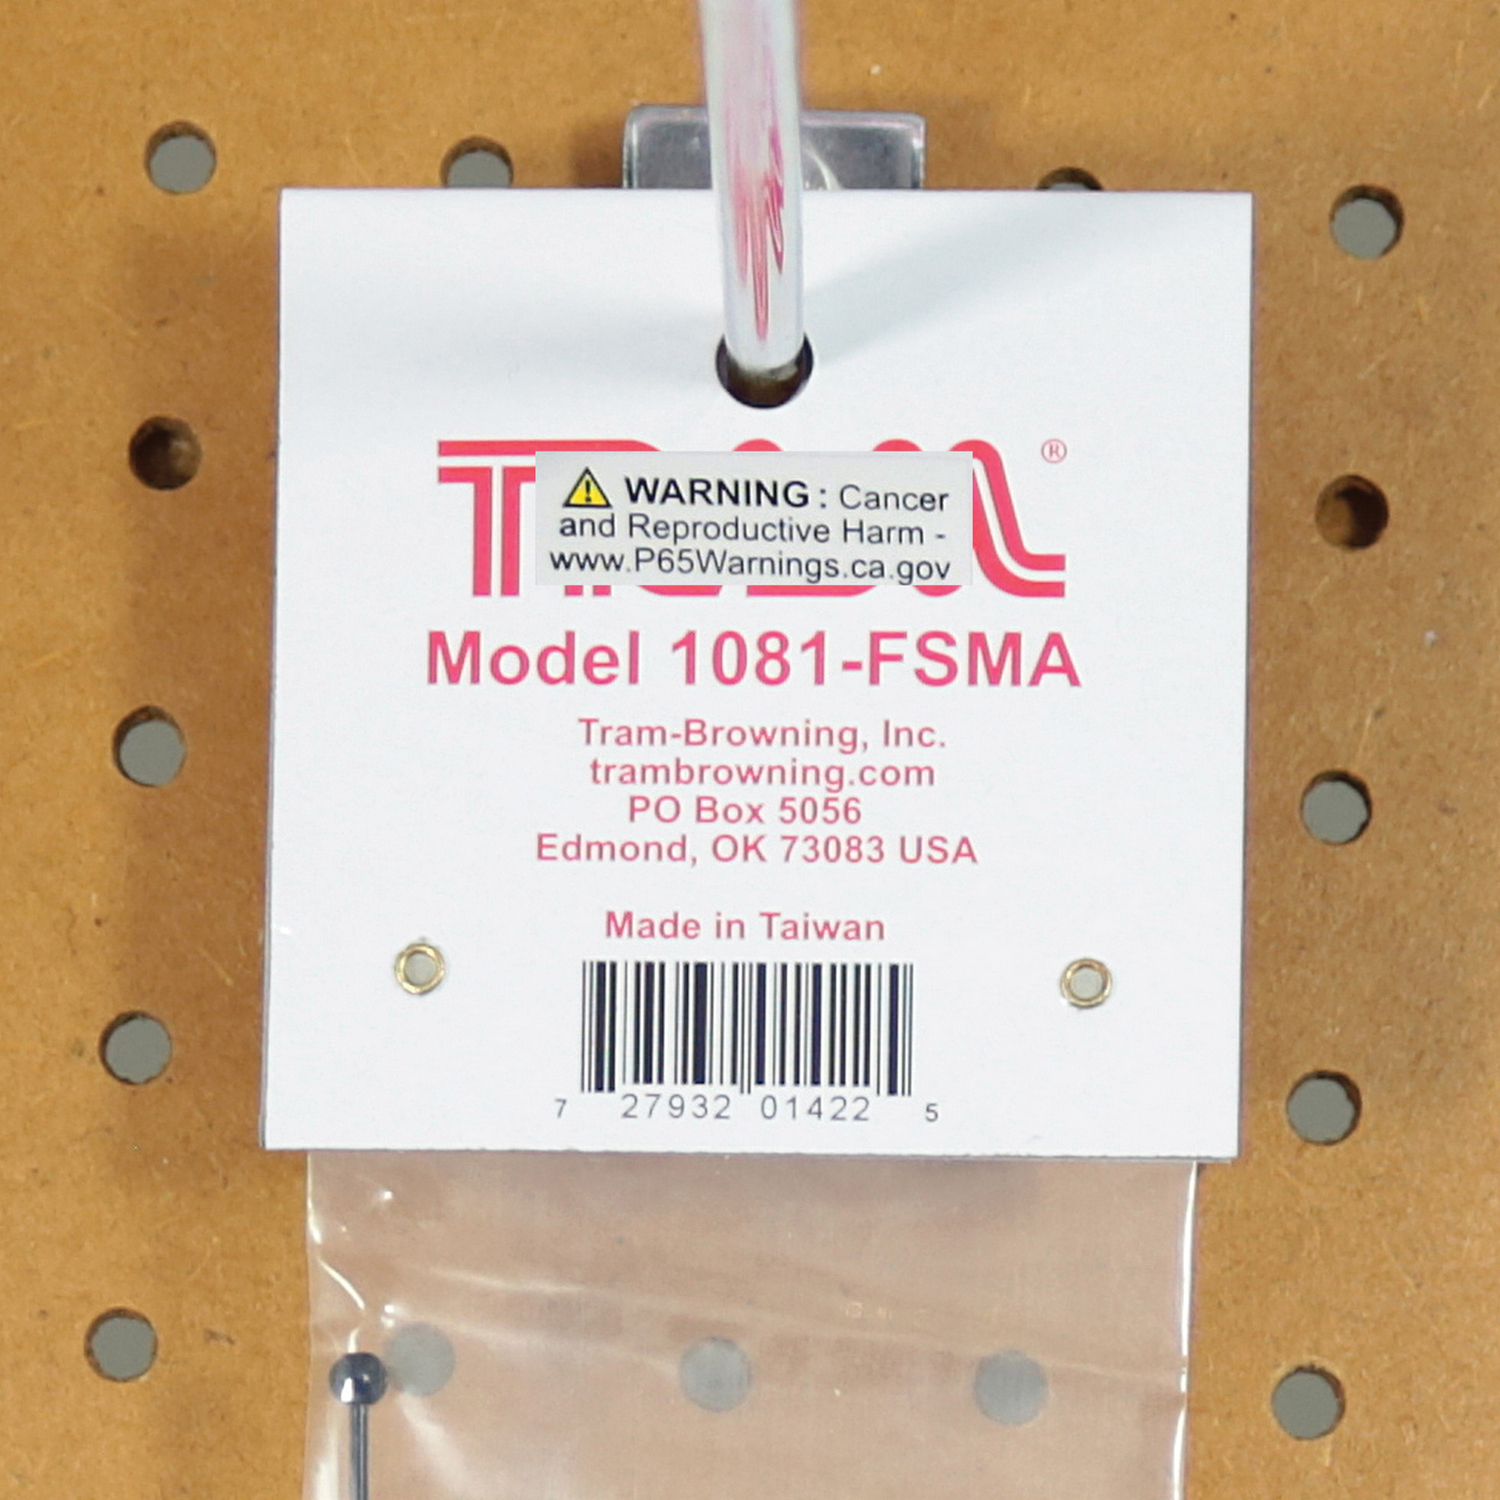 TRAM ®
WARNING : Cancer
and Reproductive Harm -
www.P65Warnings.ca.gov
Model 1081-FSMA
Tram-Browning, Inc.
trambrowning.com
PO Box 5056
Edmond, OK 73083 USA
Made in Taiwan
7 27932 01422 5